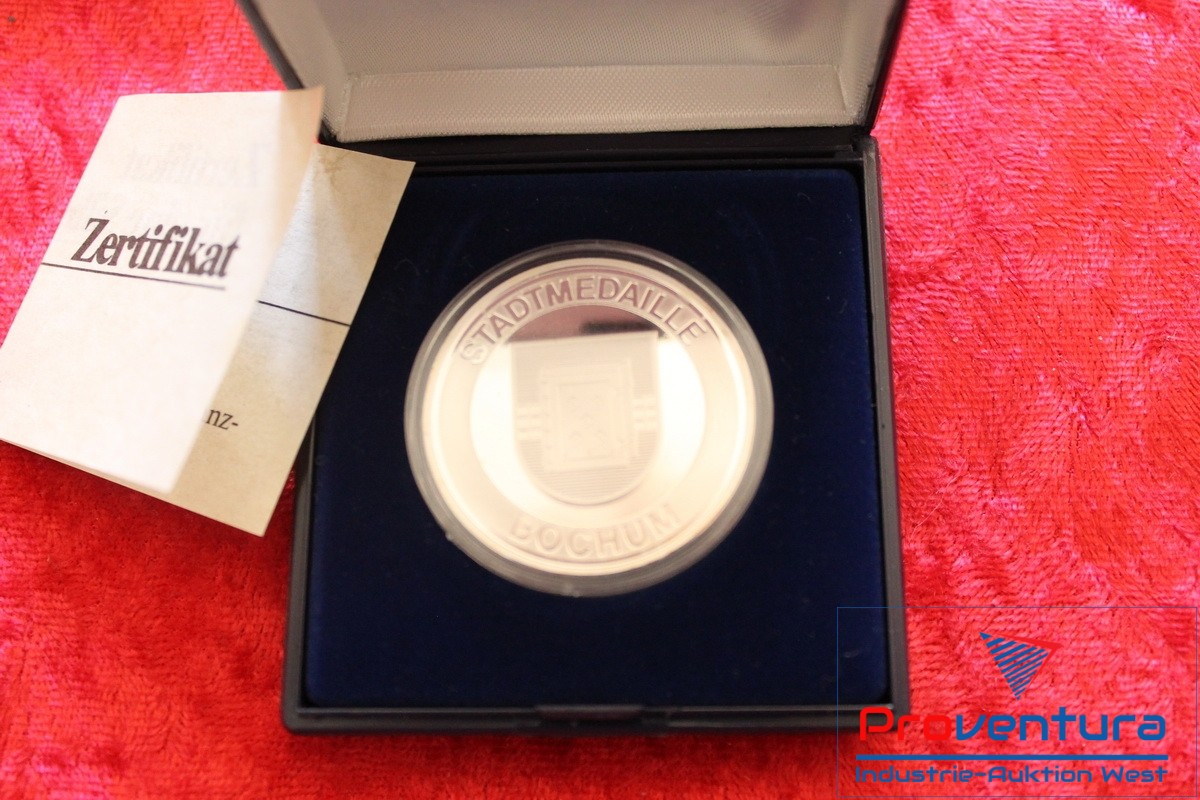 Zertifikat
nz-
STADTMEDAILLE
BOCHUM
Proventura
Industrie-Auktion West